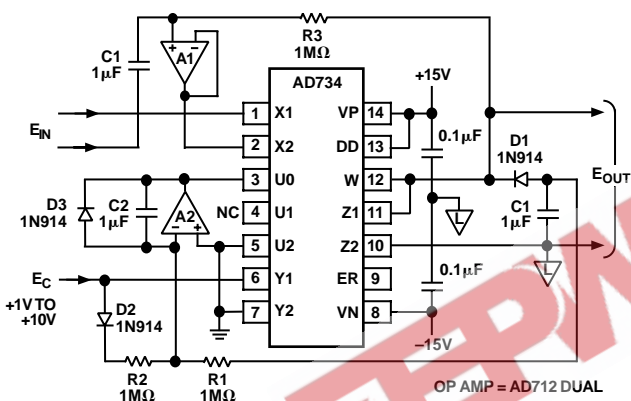 R3
1MΩ
C1
1µF
A1
+ −
AD734
+15V
E_IN
1 X1
2 X2
3 U0
4 U1
5 U2
6 Y1
7 Y2
VP 14
DD 13
W 12
Z1 11
Z2 10
ER 9
VN 8
0.1µF
D1
1N914
E_OUT
C1
1µF
L
L
0.1µF
−15V
D3
1N914
C2
1µF
A2
− +
NC
E_C
+1V TO
+10V
D2
1N914
R2
1MΩ
R1
1MΩ
OP AMP = AD712 DUAL